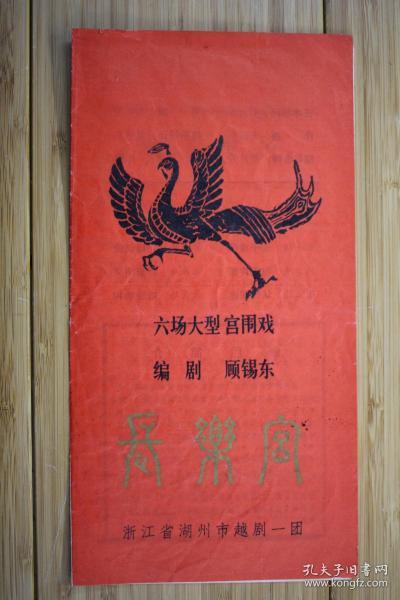 六场大型宫围戏
编 剧 顾锡东
長樂宮
浙江省湖州市越剧一团
孔夫子旧书网
www.kongfz.com